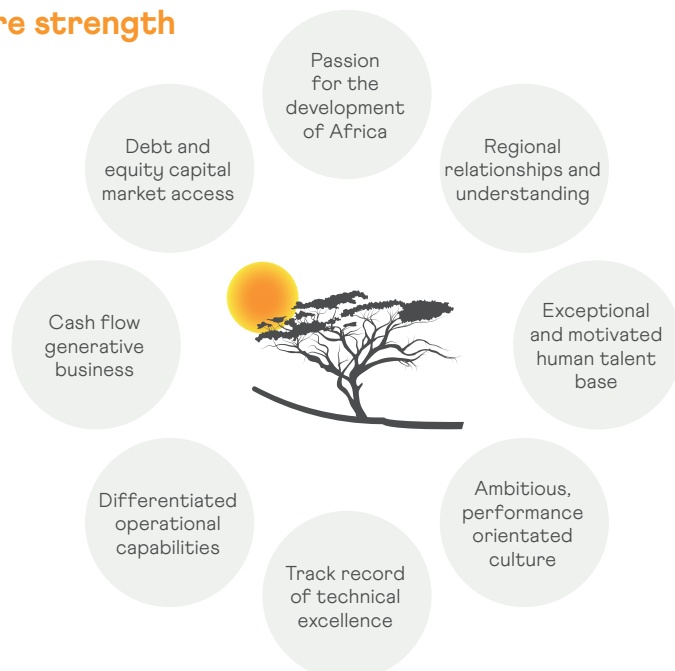 re strength
Passion
for the
development
of Africa
Regional
relationships and
understanding
Exceptional
and motivated
human talent
base
Ambitious,
performance
orientated
culture
Track record
of technical
excellence
Differentiated
operational
capabilities
Cash flow
generative
business
Debt and
equity capital
market access